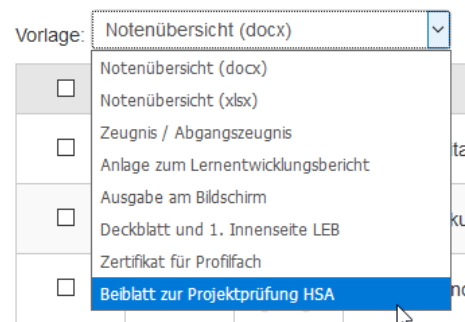 Vorlage: Notenübersicht (docx)
Notenübersicht (docx)
Notenübersicht (xlsx)
Zeugnis / Abgangszeugnis
Anlage zum Lernentwicklungsbericht
Ausgabe am Bildschirm
Deckblatt und 1. Innenseite LEB
Zertifikat für Profilfach
Beiblatt zur Projektprüfung HSA